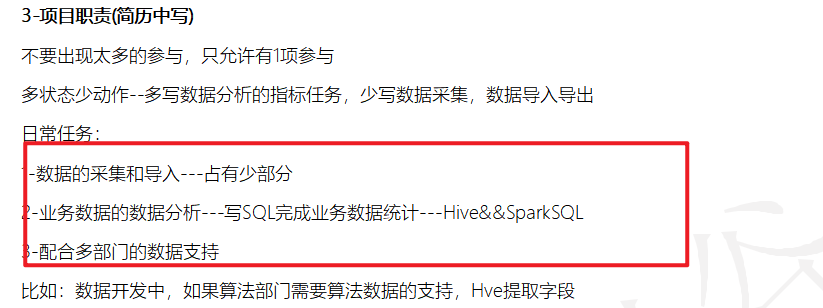 3-项目职责(简历中写)
不要出现太多的参与，只允许有1项参与
多状态少动作--多写数据分析的指标任务，少写数据采集，数据导入导出
日常任务：
1-数据的采集和导入---占有少部分
2-业务数据的数据分析---写SQL完成业务数据统计---Hive&&SparkSQL
3-配合多部门的数据支持
比如：数据开发中，如果算法部门需要算法数据的支持，Hve提取字段